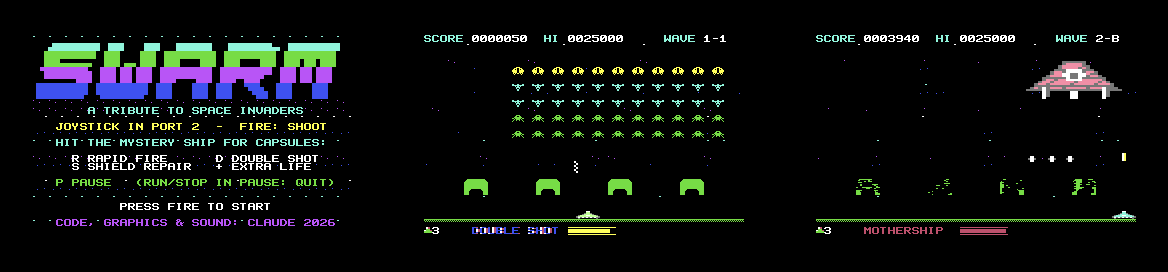 SWARM
A TRIBUTE TO SPACE INVADERS
JOYSTICK IN PORT 2 - FIRE: SHOOT
HIT THE MYSTERY SHIP FOR CAPSULES:
R RAPID FIRE D DOUBLE SHOT
S SHIELD REPAIR + EXTRA LIFE
P PAUSE (RUN/STOP IN PAUSE: QUIT)
PRESS FIRE TO START
CODE, GRAPHICS & SOUND: CLAUDE 2026
SCORE 0000050 HI 0025000 WAVE 1-1
3 DOUBLE SHOT
SCORE 0003940 HI 0025000 WAVE 2-B
3 MOTHERSHIP